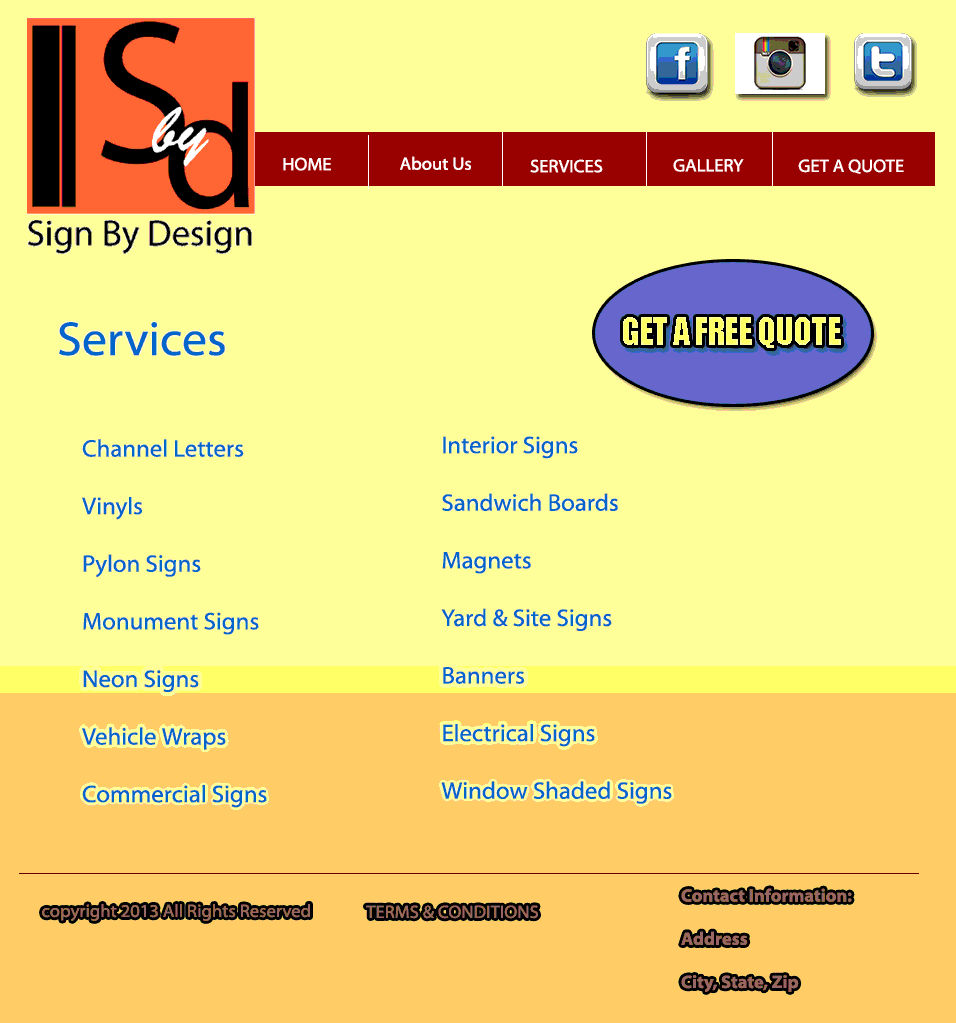 S by d
Sign By Design
f
t
HOME
About Us
SERVICES
GALLERY
GET A QUOTE
Services
GET A FREE QUOTE
Channel Letters
Vinyls
Pylon Signs
Monument Signs
Neon Signs
Vehicle Wraps
Commercial Signs
Interior Signs
Sandwich Boards
Magnets
Yard & Site Signs
Banners
Electrical Signs
Window Shaded Signs
copyright 2013 All Rights Reserved
TERMS & CONDITIONS
Contact Information:
Address
City, State, Zip